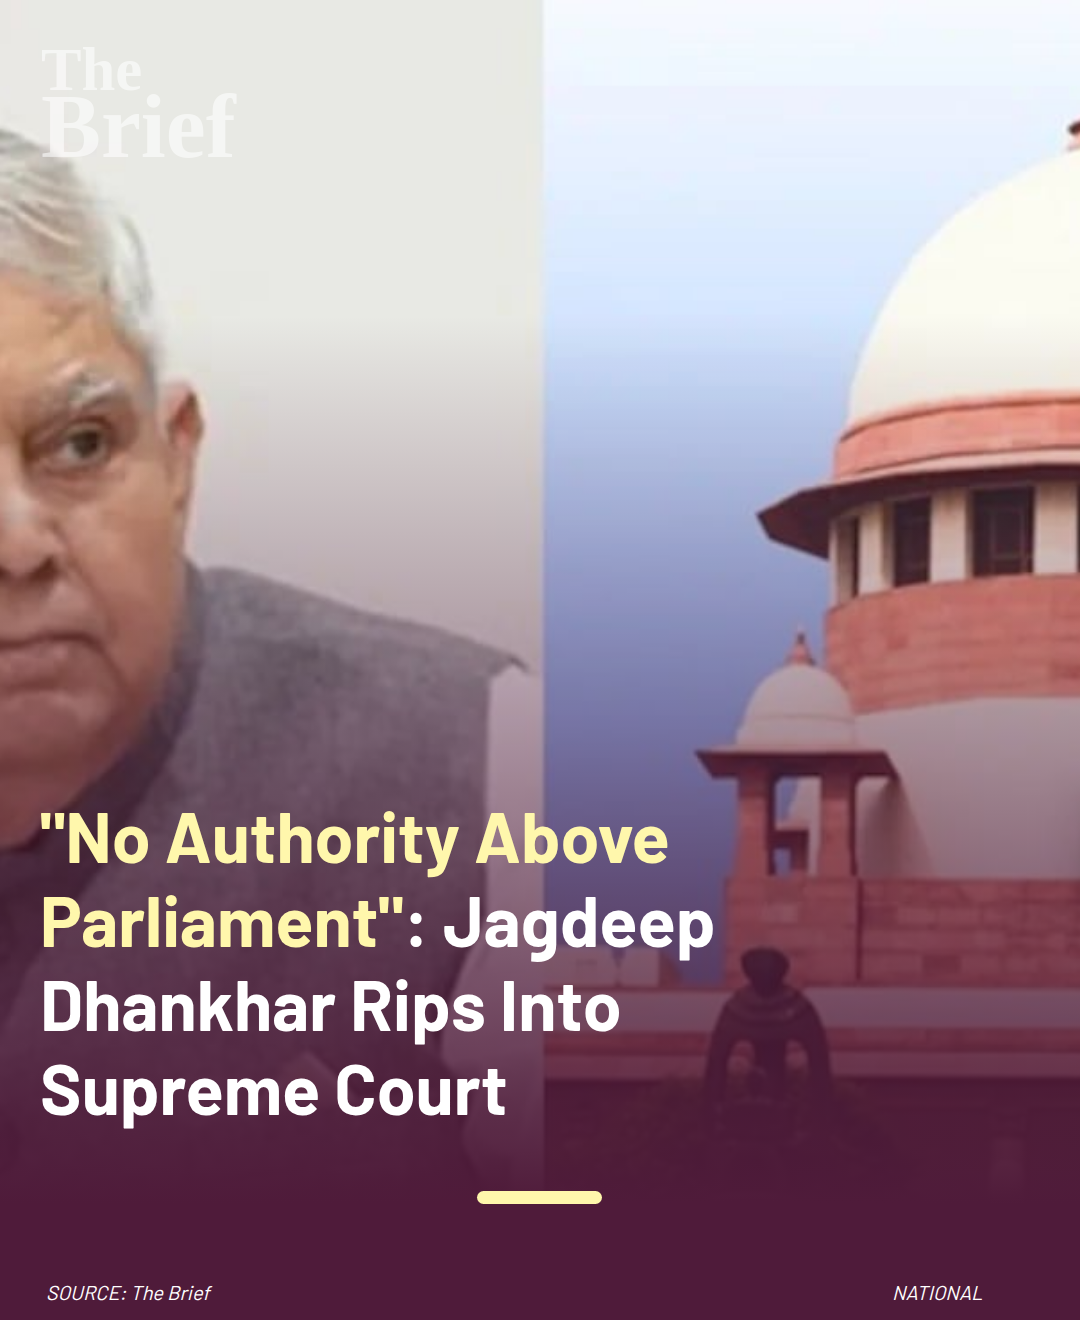 The
Brief
"No Authority Above
Parliament": Jagdeep
Dhankhar Rips Into
Supreme Court
SOURCE: The Brief
NATIONAL